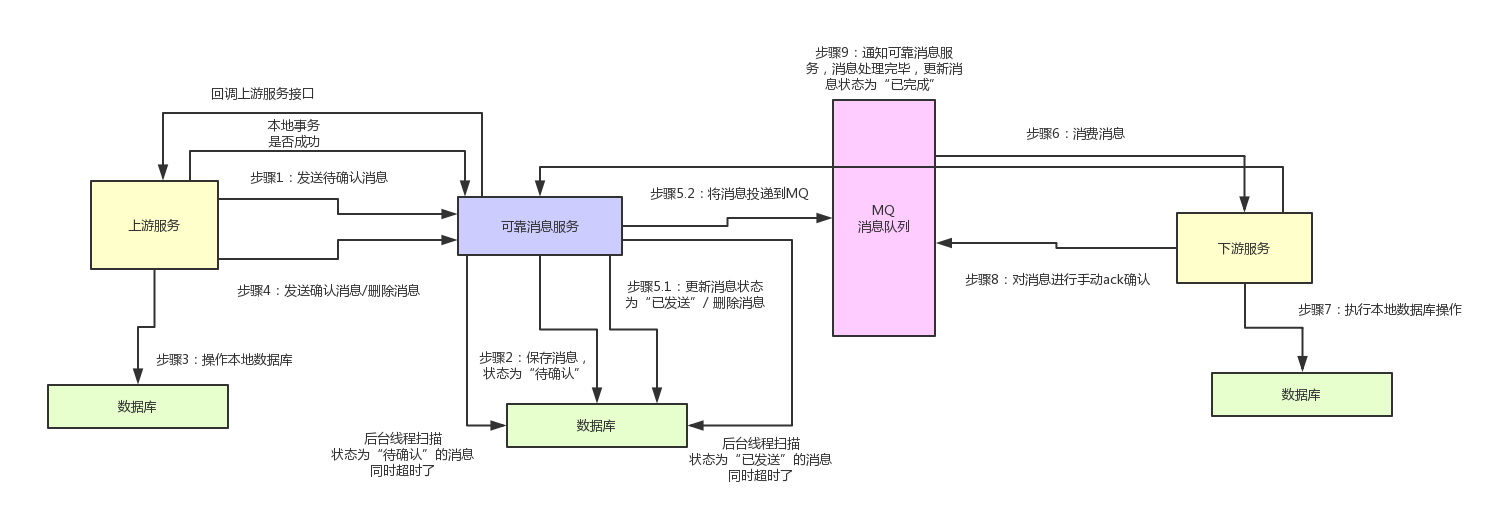 步骤9：通知可靠消息服
务，消息处理完毕，更新消
息状态为“已完成”
回调上游服务接口
本地事务
是否成功
步骤6：消费消息
步骤1：发送待确认消息
步骤5.2：将消息投递到MQ
上游服务
可靠消息服务
MQ
消息队列
下游服务
步骤8：对消息进行手动ack确认
步骤4：发送确认消息/删除消息
步骤5.1：更新消息状态
为“已发送”/ 删除消息
步骤7：执行本地数据库操作
步骤3：操作本地数据库
步骤2：保存消息，
状态为“待确认”
数据库
数据库
数据库
后台线程扫描
状态为“待确认”的消息
同时超时了
后台线程扫描
状态为“已发送”的消息
同时超时了